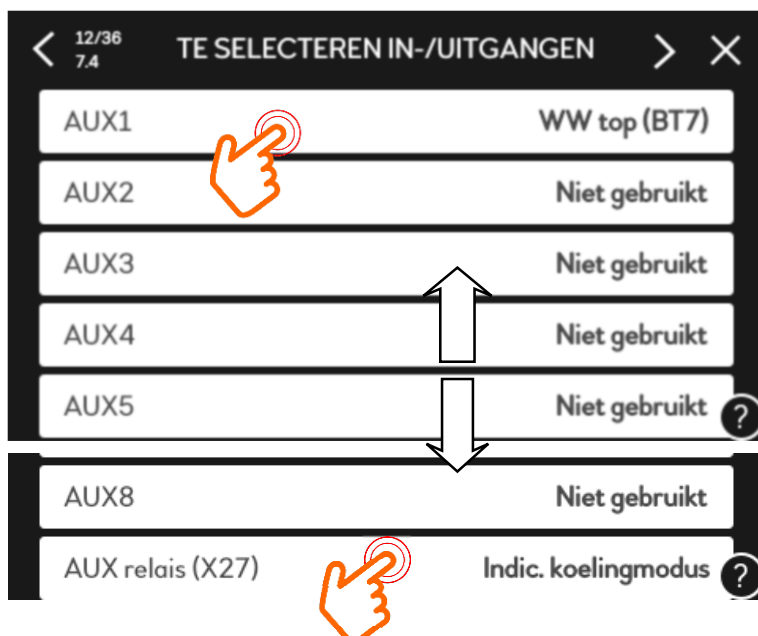 12/36
7.4
TE SELECTEREN IN-/UITGANGEN
AUX1 WW top (BT7)
AUX2 Niet gebruikt
AUX3 Niet gebruikt
AUX4 Niet gebruikt
AUX5 Niet gebruikt
?
AUX8 Niet gebruikt
AUX relais (X27) Indic. koelingmodus
?